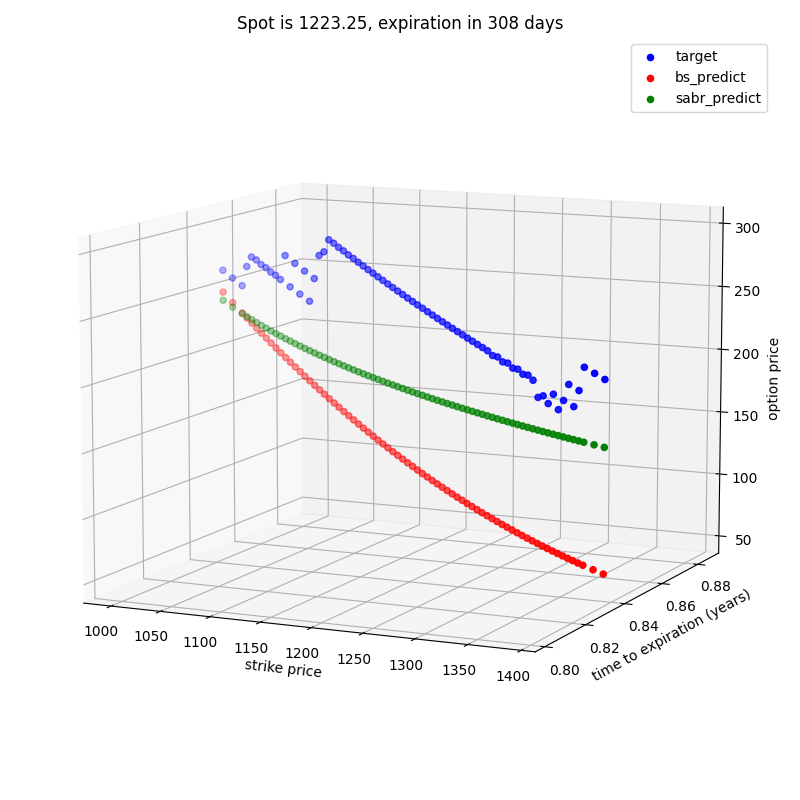 Spot is 1223.25, expiration in 308 days
target
bs_predict
sabr_predict
300
250
200
150
100
50
option price
0.88
0.86
0.84
0.82
0.80
time to expiration (years)
1000
1050
1100
1150
1200
1250
1300
1350
1400
strike price